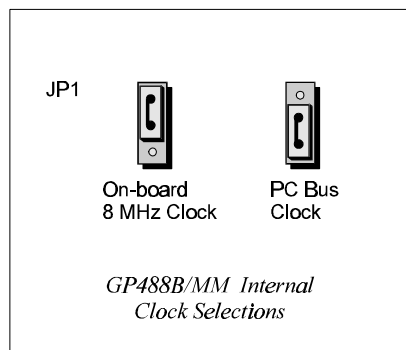 JP1
On-board
8 MHz Clock
PC Bus
Clock
GP488B/MM Internal
Clock Selections